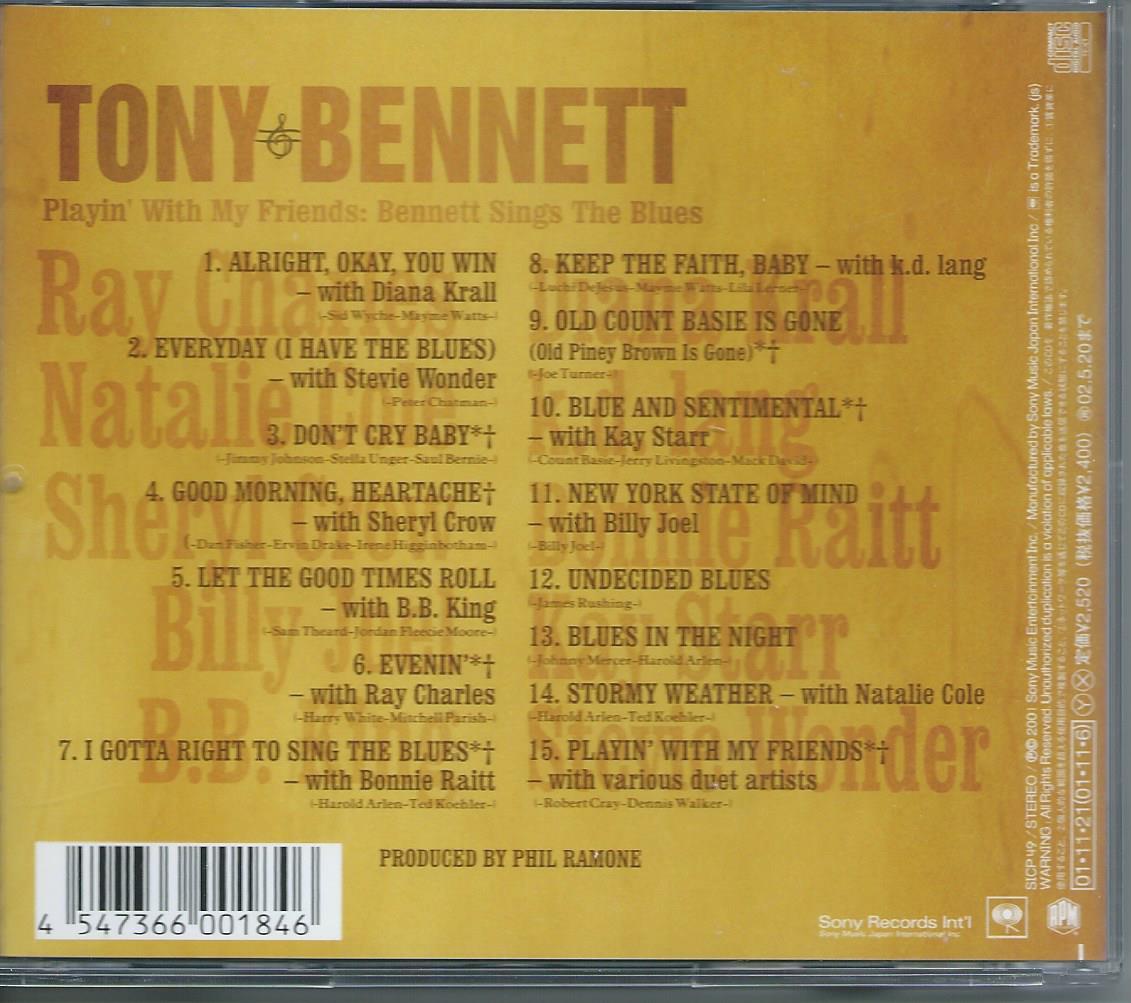 TONY BENNETT
Playin' With My Friends: Bennett Sings The Blues
1. ALRIGHT, OKAY, YOU WIN
– with Diana Krall
(-Sid Wyche-Mayme Watts-)
2. EVERYDAY (I HAVE THE BLUES)
– with Stevie Wonder
(-Peter Chatman-)
3. DON'T CRY BABY*†
(-Jimmy Johnson-Stella Unger-Saul Bernie-)
4. GOOD MORNING, HEARTACHE†
– with Sheryl Crow
(-Dan Fisher-Ervin Drake-Irene Higginbotham-)
5. LET THE GOOD TIMES ROLL
– with B.B. King
(-Sam Theard-Jordan Fleecie Moore-)
6. EVENIN'*†
– with Ray Charles
(-Harry White-Mitchell Parish-)
7. I GOTTA RIGHT TO SING THE BLUES*†
– with Bonnie Raitt
(-Harold Arlen-Ted Koehler-)
8. KEEP THE FAITH, BABY – with k.d. lang
(-Luchi DeJesus-Mayme Watts-Lila Lerner-)
9. OLD COUNT BASIE IS GONE
(Old Piney Brown Is Gone)*†
(-Joe Turner-)
10. BLUE AND SENTIMENTAL*†
– with Kay Starr
(-Count Basie-Jerry Livingston-Mack David-)
11. NEW YORK STATE OF MIND
– with Billy Joel
(-Billy Joel-)
12. UNDECIDED BLUES
(-James Rushing-)
13. BLUES IN THE NIGHT
(-Johnny Mercer-Harold Arlen-)
14. STORMY WEATHER – with Natalie Cole
(-Harold Arlen-Ted Koehler-)
15. PLAYIN' WITH MY FRIENDS*†
– with various duet artists
(-Robert Cray-Dennis Walker-)
Ray Charles
Diana Krall
Natalie Cole
k.d. lang
Sheryl Crow
Bonnie Raitt
Billy Joel
Kay Starr
B.B. King
Stevie Wonder
PRODUCED BY PHIL RAMONE
4 547366 001846
Sony Records Int'l
Sony Music Japan International Inc.
RPM
COMPACT
DISC
DIGITAL AUDIO
SICP 49 / STEREO / ℗© 2001 Sony Music Entertainment Inc. / Manufactured by Sony Music Japan International Inc / is a Trademark. (js)
WARNING : All Rights Reserved. Unauthorized duplication is a violation of applicable laws. /
01・11・21(01・11・6) Ⓨ Ⓧ 定価¥2,520 (税抜価格¥2,400) 02.5.20まで